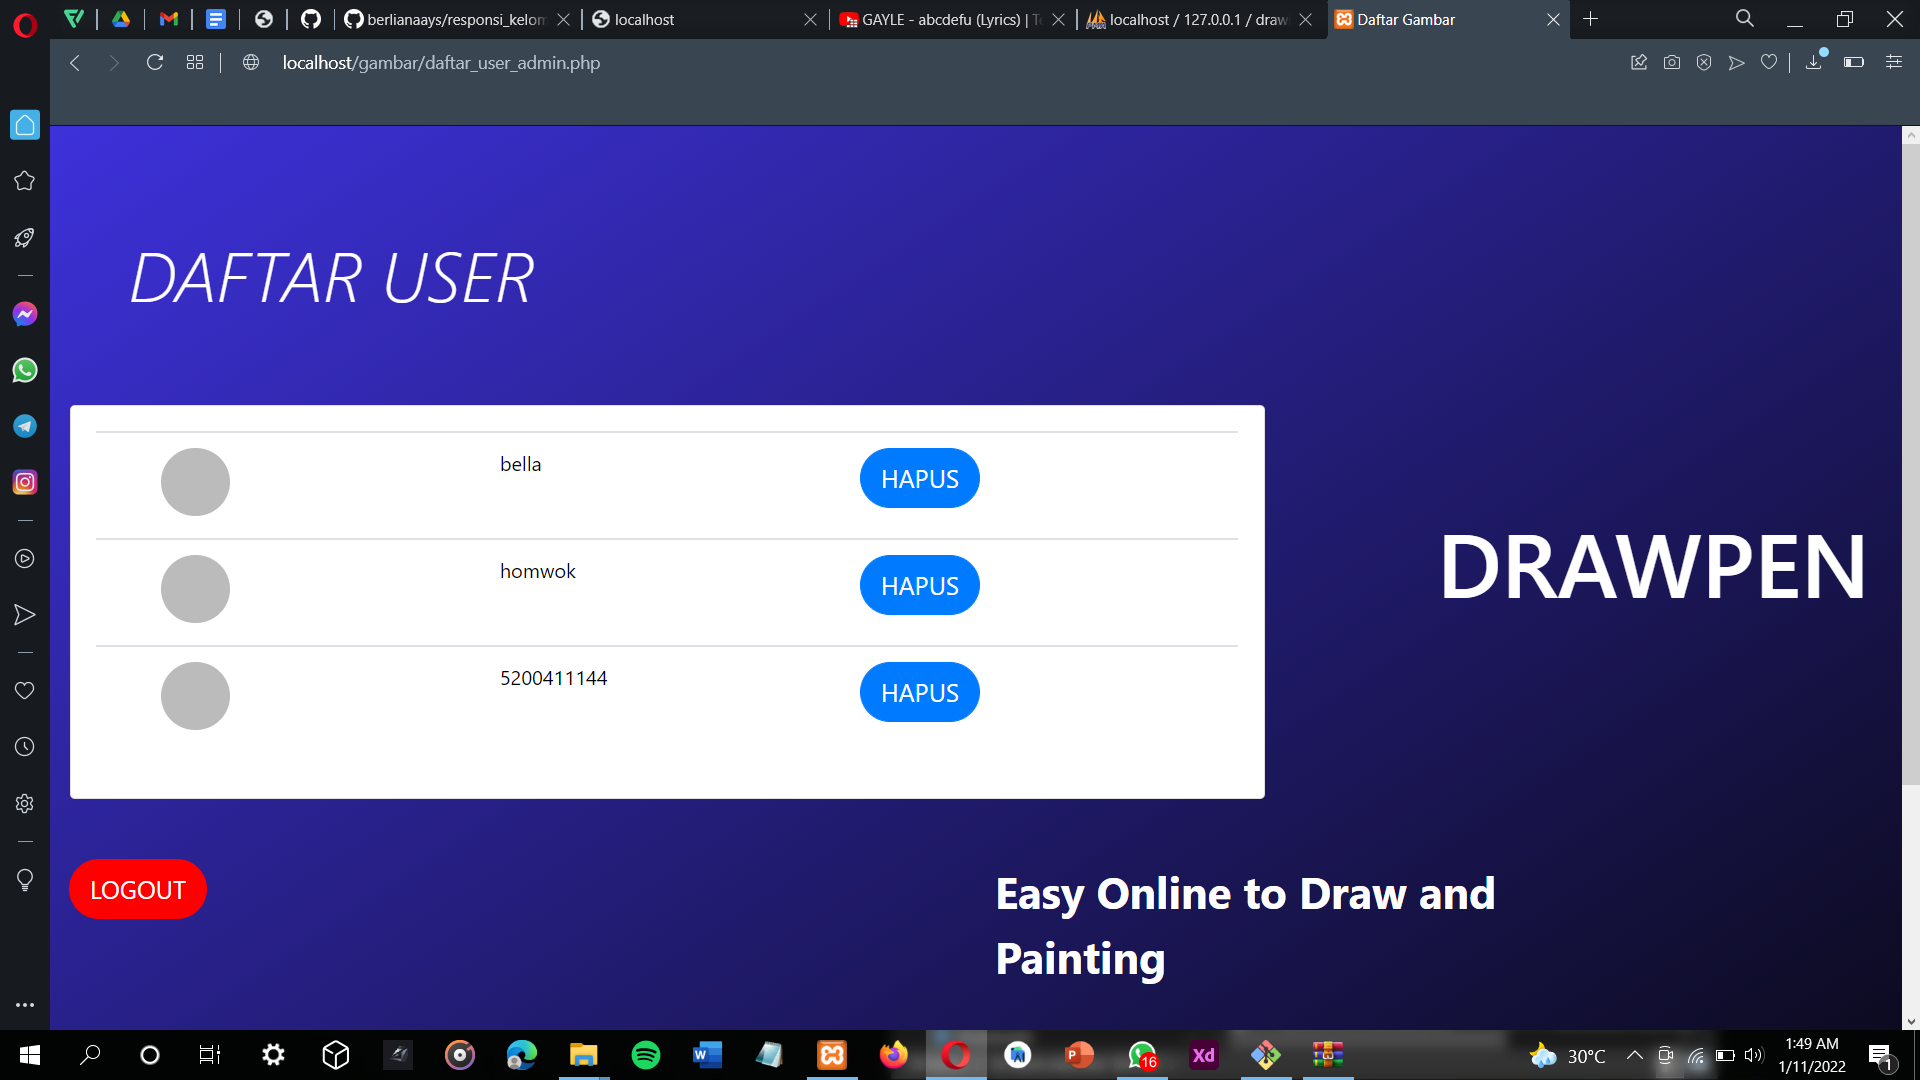 berlianaays/responsi_kelom
localhost
GAYLE - abcdefu (Lyrics) | Te
localhost / 127.0.0.1 / draw
Daftar Gambar
localhost/gambar/daftar_user_admin.php
DAFTAR USER
bella
HAPUS
homwok
HAPUS
DRAWPEN
5200411144
HAPUS
LOGOUT
Easy Online to Draw and
Painting
16
Xd
30°C
1:49 AM
1/11/2022
1